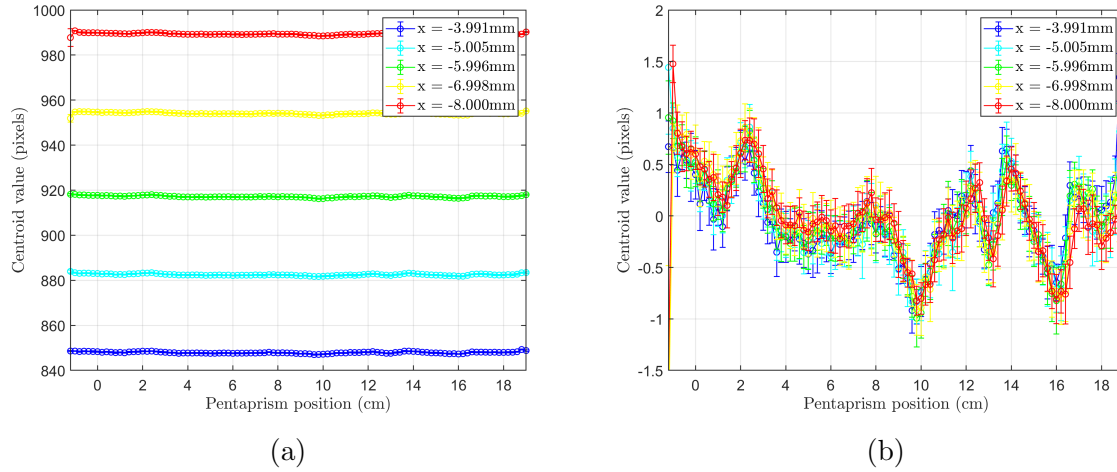 1000
980
960
940
920
900
880
860
840
0
2
4
6
8
10
12
14
16
18
Centroid value (pixels)
Pentaprism position (cm)
x = -3.991mm
x = -5.005mm
x = -5.996mm
x = -6.998mm
x = -8.000mm
(a)
2
1.5
1
0.5
0
-0.5
-1
-1.5
0
2
4
6
8
10
12
14
16
18
Centroid value (pixels)
Pentaprism position (cm)
x = -3.991mm
x = -5.005mm
x = -5.996mm
x = -6.998mm
x = -8.000mm
(b)